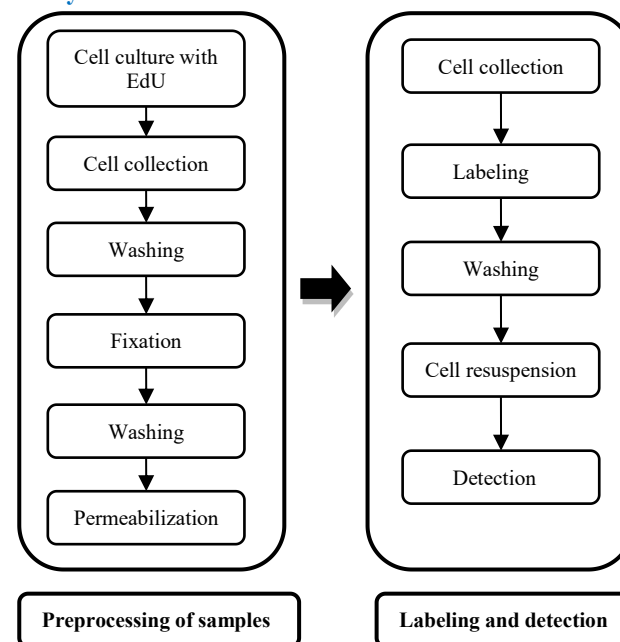 Cell culture with
EdU
Cell collection
Washing
Fixation
Washing
Permeabilization
Preprocessing of samples
Cell collection
Labeling
Washing
Cell resuspension
Detection
Labeling and detection